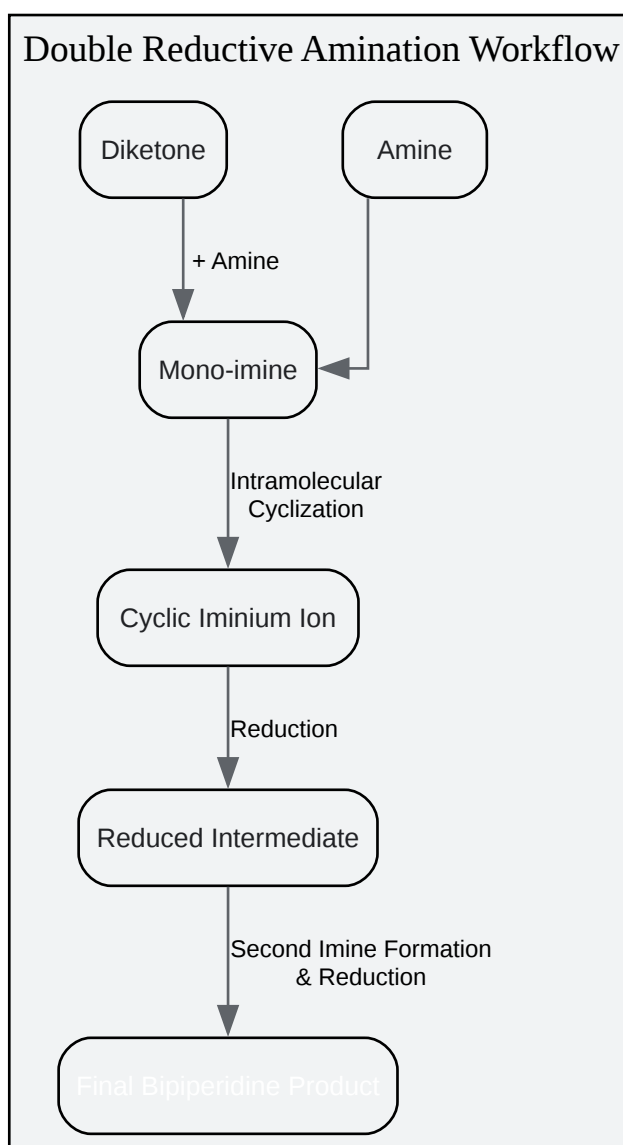 Double Reductive Amination Workflow
Diketone
Amine
+ Amine
Mono-imine
Intramolecular
Cyclization
Cyclic Iminium Ion
Reduction
Reduced Intermediate
Second Imine Formation
& Reduction
Final Bipiperidine Product